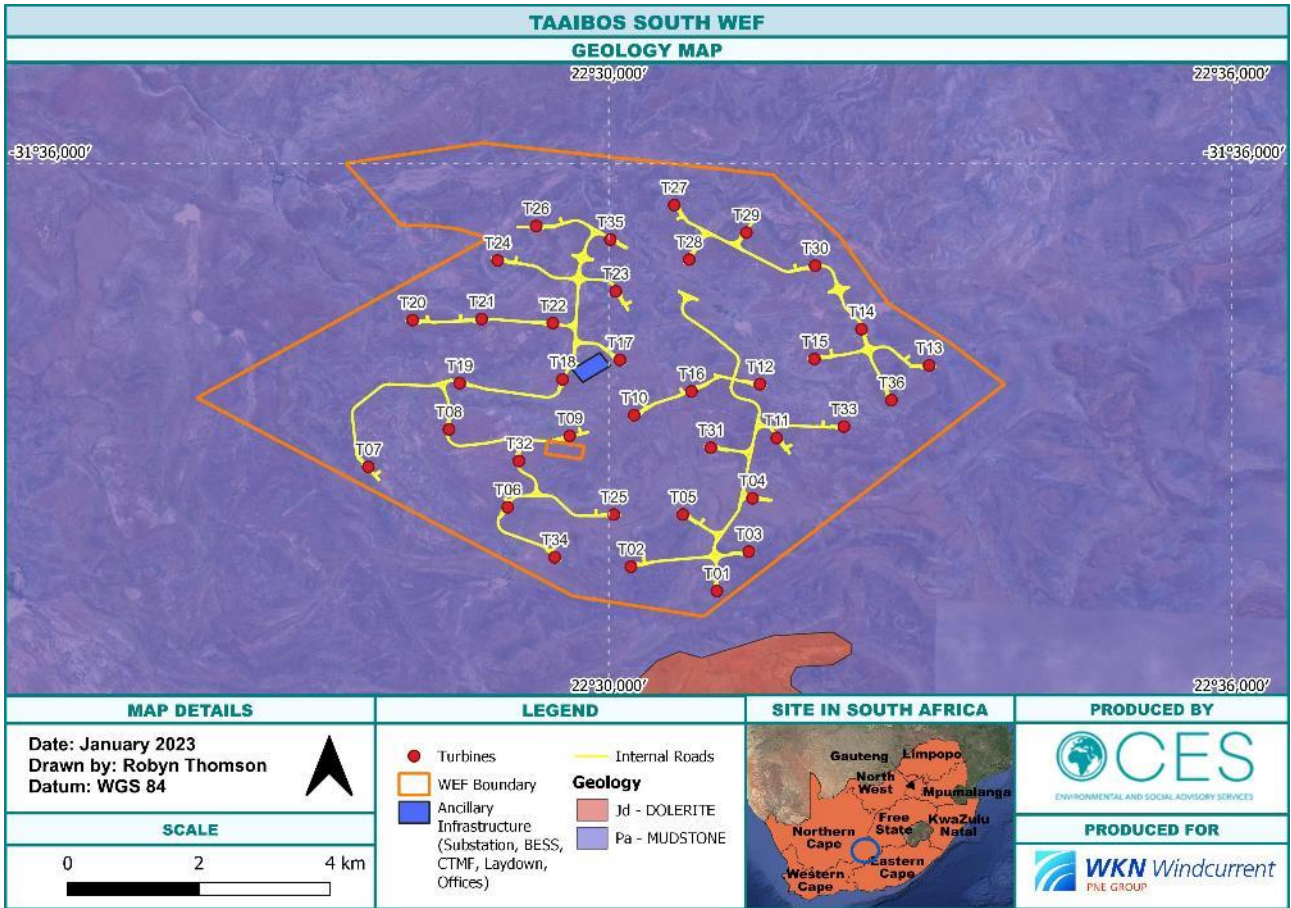 TAAIBOS SOUTH WEF
GEOLOGY MAP
22°30,000′
22°36,000′
-31°36,000′
-31°36,000′
T27
T26
T35
T29
T24
T28
T30
T23
T20
T21
T22
T14
T17
T15
T13
T18
T19
T12
T16
T36
T10
T08
T09
T11
T33
T31
T07
T32
T04
T06
T25
T05
T34
T02
T03
T01
22°30,000′
22°36,000′
MAP DETAILS
Date: January 2023
Drawn by: Robyn Thomson
Datum: WGS 84
SCALE
0 2 4 km
LEGEND
Turbines
WEF Boundary
Ancillary
Infrastructure
(Substation, BESS,
CTMF, Laydown,
Offices)
Internal Roads
Geology
Jd - DOLERITE
Pa - MUDSTONE
SITE IN SOUTH AFRICA
Gauteng
Limpopo
North
West
Mpumalanga
Free
State
KwaZulu
Natal
Northern
Cape
Eastern
Cape
Western
Cape
PRODUCED BY
CES
ENVIRONMENTAL AND SOCIAL ADVISORY SERVICES
PRODUCED FOR
WKN Windcurrent
PNE GROUP